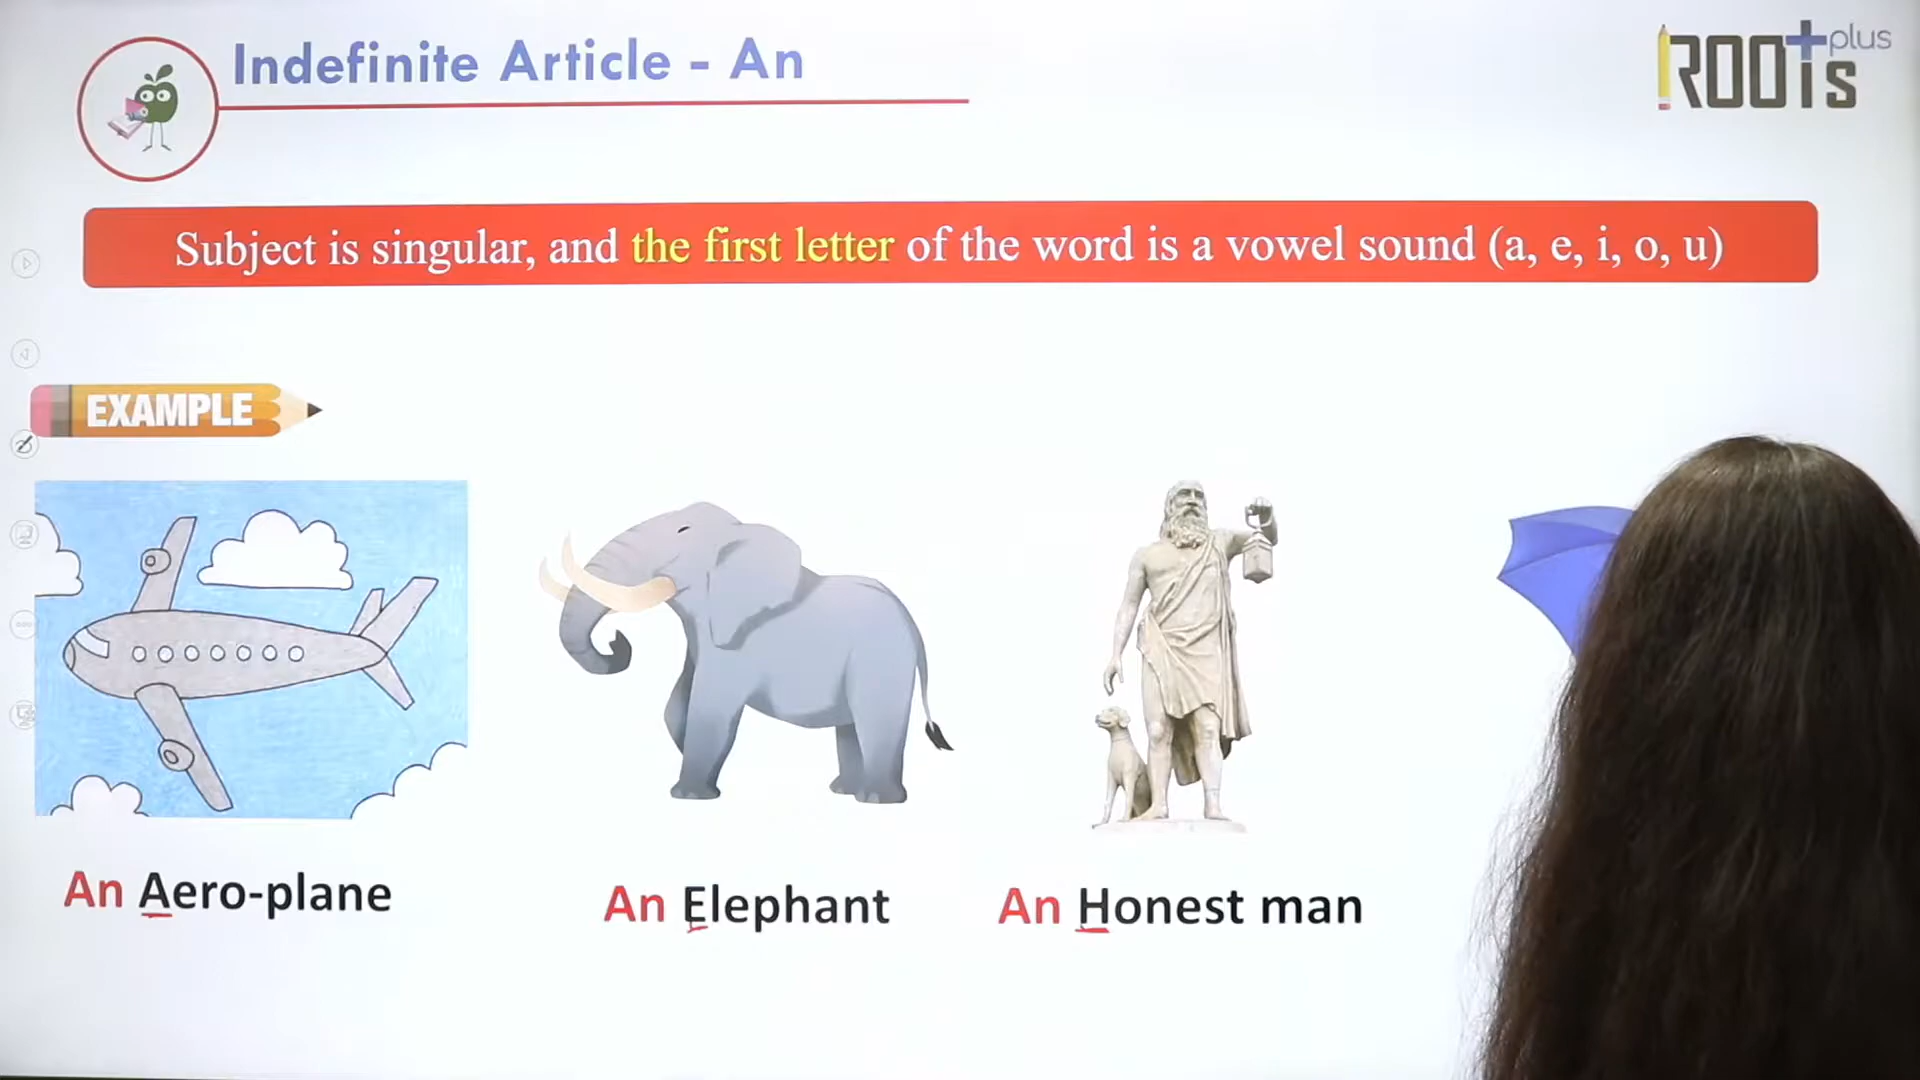 Indefinite Article - An
ROOTS plus
Subject is singular, and the first letter of the word is a vowel sound (a, e, i, o, u)
EXAMPLE
An Aero-plane
An Elephant
An Honest man